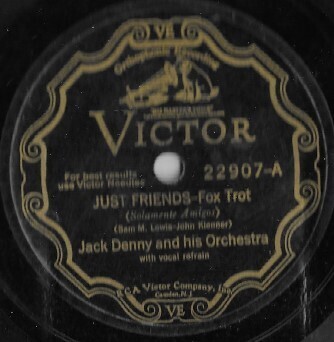 VE
Orthophonic Recording
"HIS MASTER'S VOICE"
VICTOR
For best results
use Victor Needles
22907-A
JUST FRIENDS-Fox Trot
(Solamente Amigos)
(Sam M. Lewis-John Klenner)
Jack Denny and his Orchestra
with vocal refrain
RCA Victor Company, Inc.
Camden, N.J.
VE